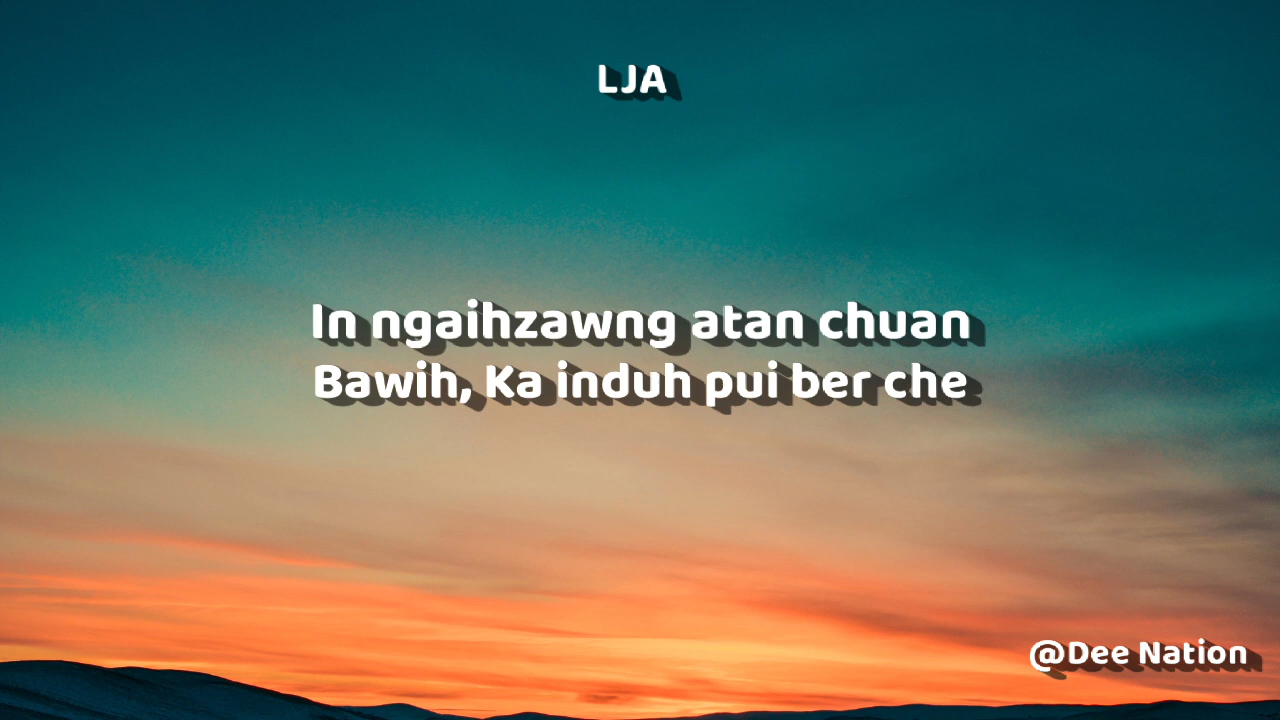 LJA
In ngaihzawng atan chuan
Bawih, Ka induh pui ber che
@Dee Nation